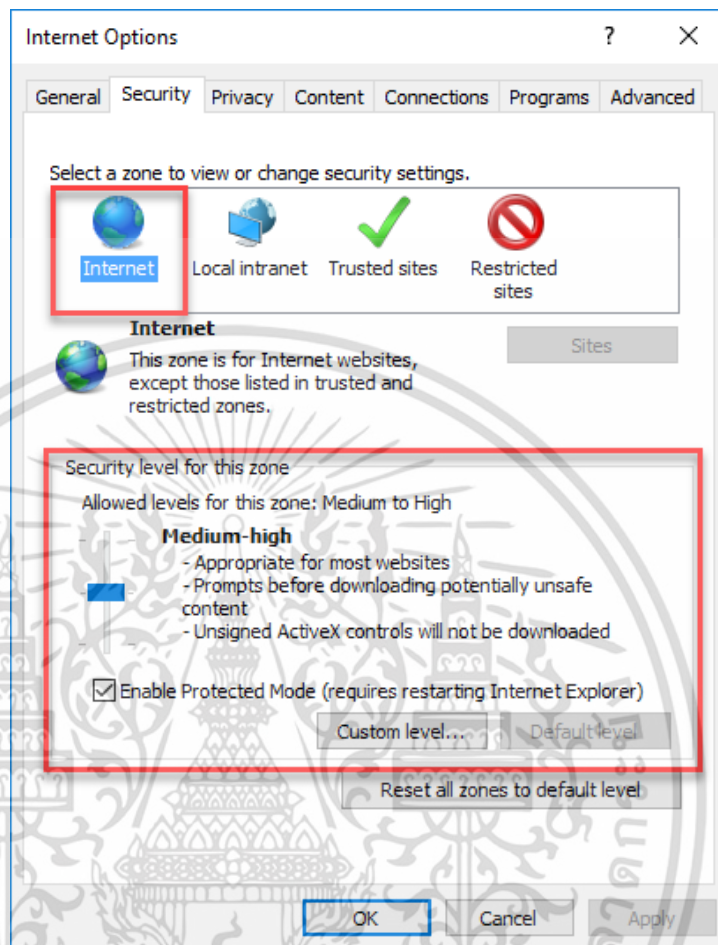 Internet Options
General Security Privacy Content Connections Programs Advanced
Select a zone to view or change security settings.
Internet Local intranet Trusted sites Restricted
sites
Internet
Sites
This zone is for Internet websites,
except those listed in trusted and
restricted zones.
Security level for this zone
Allowed levels for this zone: Medium to High
Medium-high
- Appropriate for most websites
- Prompts before downloading potentially unsafe
content
- Unsigned ActiveX controls will not be downloaded
Enable Protected Mode (requires restarting Internet Explorer)
Custom level... Default level
Reset all zones to default level
OK Cancel Apply